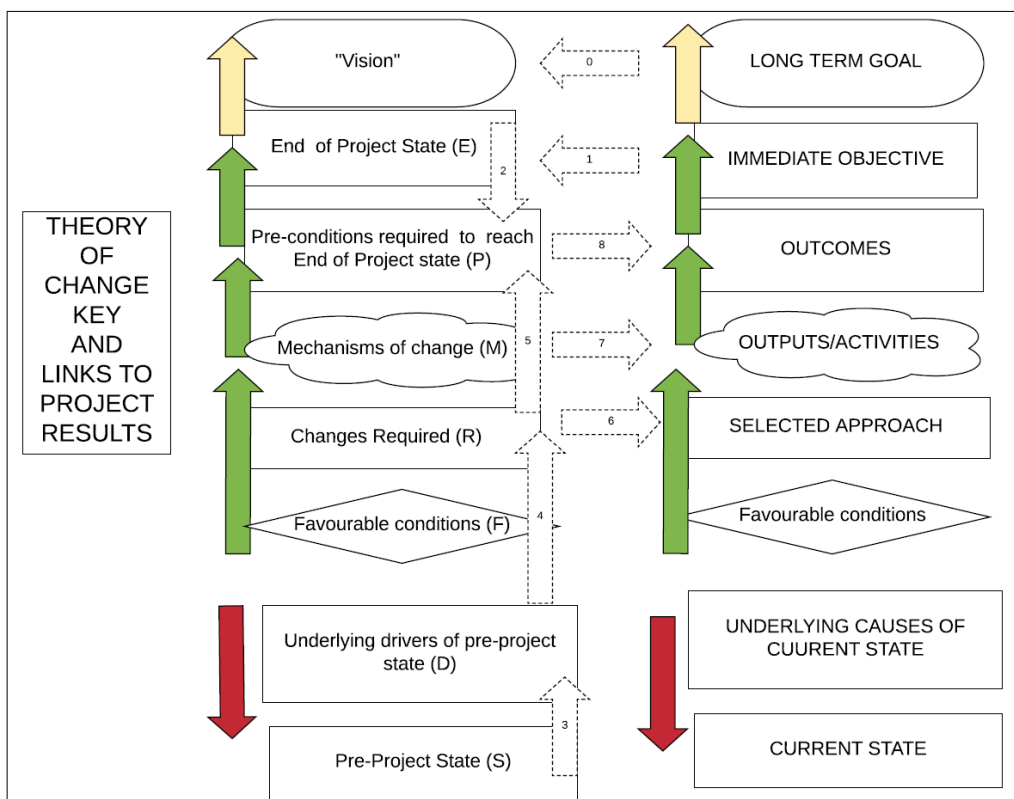 THEORY
OF
CHANGE
KEY
AND
LINKS TO
PROJECT
RESULTS
"Vision"
0
LONG TERM GOAL
End of Project State (E)
2
1
IMMEDIATE OBJECTIVE
Pre-conditions required to reach
End of Project state (P)
8
OUTCOMES
Mechanisms of change (M)
5
7
OUTPUTS/ACTIVITIES
Changes Required (R)
6
SELECTED APPROACH
Favourable conditions (F)
4
Favourable conditions
Underlying drivers of pre-project
state (D)
UNDERLYING CAUSES OF
CUURENT STATE
3
Pre-Project State (S)
CURRENT STATE